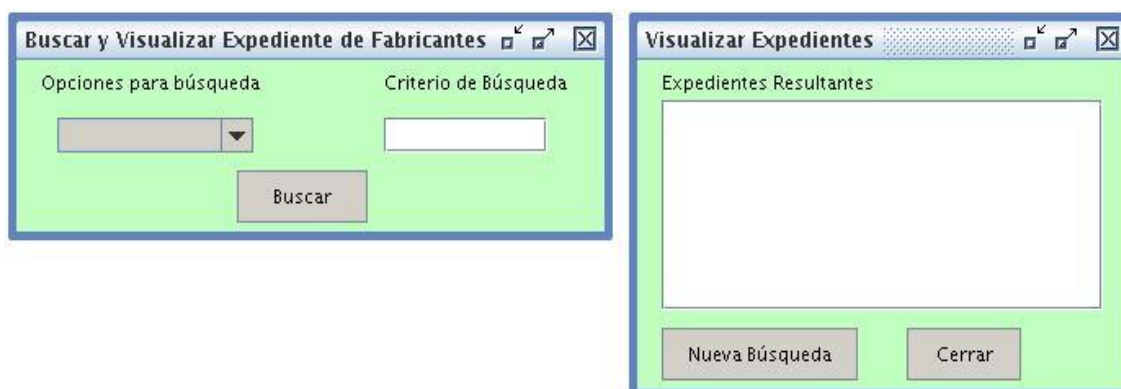 Buscar y Visualizar Expediente de Fabricantes
Opciones para búsqueda
Criterio de Búsqueda
Buscar
Visualizar Expedientes
Expedientes Resultantes
Nueva Búsqueda
Cerrar